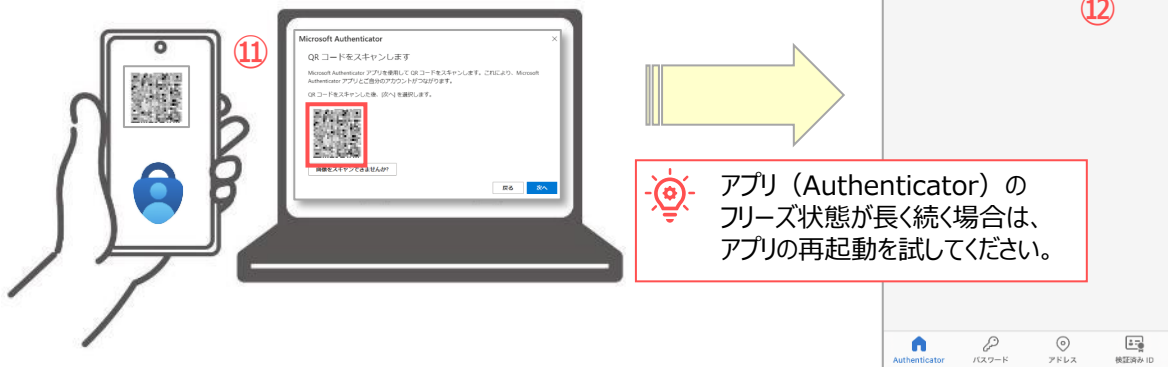 ⑪
Microsoft Authenticator
QR コードをスキャンします
Microsoft Authenticator アプリを使用して QR コードをスキャンします。これにより、Microsoft
Authenticator アプリとご自分のアカウントがつながります。
QR コードをスキャンした後、[次へ] を選択します。
画像をスキャンできませんか?
戻る
次へ
⑫
アプリ（Authenticator）の
フリーズ状態が長く続く場合は、
アプリの再起動を試してください。
Authenticator
パスワード
アドレス
検証済み ID